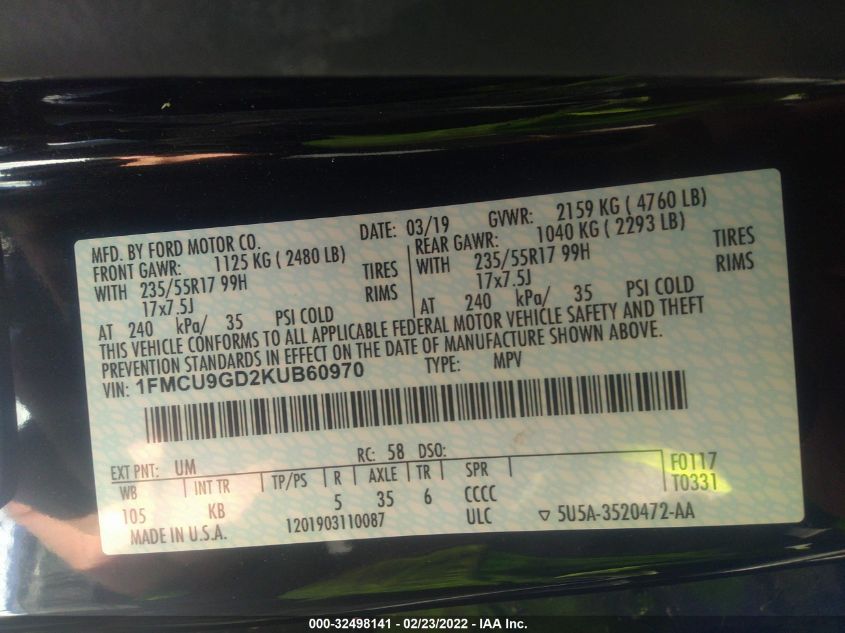 MFD. BY FORD MOTOR CO. DATE: 03/19 GVWR: 2159 KG ( 4760 LB)
FRONT GAWR: 1125 KG ( 2480 LB) REAR GAWR: 1040 KG ( 2293 LB)
WITH 235/55R17 99H TIRES WITH 235/55R17 99H TIRES
17x7.5J RIMS 17x7.5J RIMS
AT 240 kPa/ 35 PSI COLD AT 240 kPa/ 35 PSI COLD
THIS VEHICLE CONFORMS TO ALL APPLICABLE FEDERAL MOTOR VEHICLE SAFETY AND THEFT
PREVENTION STANDARDS IN EFFECT ON THE DATE OF MANUFACTURE SHOWN ABOVE.
VIN: 1FMCU9GD2KUB60970 TYPE: MPV
EXT PNT: UM RC: 58 DSO: F0117
WB INT TR TP/PS R AXLE TR SPR T0331
105 KB 5 35 6 CCCC
MADE IN U.S.A. 1201903110087 ULC ▽ 5U5A-3520472-AA
000-32498141 - 02/23/2022 - IAA Inc.